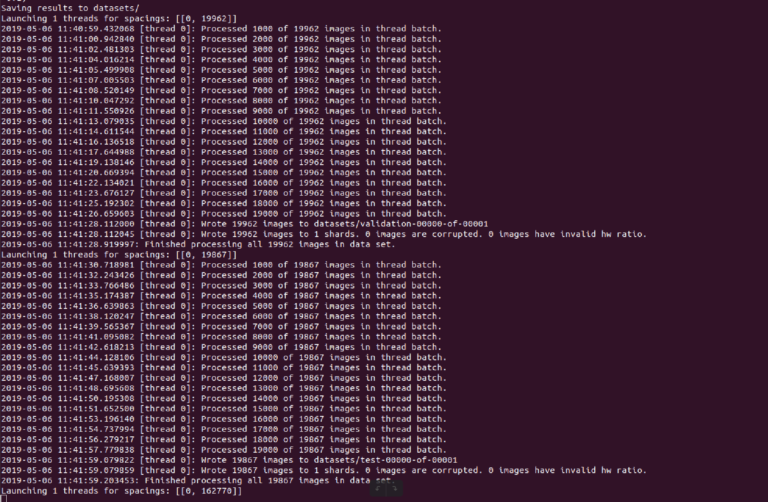 Saving results to datasets/
Launching 1 threads for spacings: [[0, 19962]]
2019-05-06 11:40:59.432068 [thread 0]: Processed 1000 of 19962 images in thread batch.
2019-05-06 11:41:00.942840 [thread 0]: Processed 2000 of 19962 images in thread batch.
2019-05-06 11:41:02.481303 [thread 0]: Processed 3000 of 19962 images in thread batch.
2019-05-06 11:41:04.016214 [thread 0]: Processed 4000 of 19962 images in thread batch.
2019-05-06 11:41:05.499908 [thread 0]: Processed 5000 of 19962 images in thread batch.
2019-05-06 11:41:07.005503 [thread 0]: Processed 6000 of 19962 images in thread batch.
2019-05-06 11:41:08.520149 [thread 0]: Processed 7000 of 19962 images in thread batch.
2019-05-06 11:41:10.047292 [thread 0]: Processed 8000 of 19962 images in thread batch.
2019-05-06 11:41:11.550926 [thread 0]: Processed 9000 of 19962 images in thread batch.
2019-05-06 11:41:13.079035 [thread 0]: Processed 10000 of 19962 images in thread batch.
2019-05-06 11:41:14.611544 [thread 0]: Processed 11000 of 19962 images in thread batch.
2019-05-06 11:41:16.136518 [thread 0]: Processed 12000 of 19962 images in thread batch.
2019-05-06 11:41:17.644988 [thread 0]: Processed 13000 of 19962 images in thread batch.
2019-05-06 11:41:19.138146 [thread 0]: Processed 14000 of 19962 images in thread batch.
2019-05-06 11:41:20.669394 [thread 0]: Processed 15000 of 19962 images in thread batch.
2019-05-06 11:41:22.134021 [thread 0]: Processed 16000 of 19962 images in thread batch.
2019-05-06 11:41:23.676127 [thread 0]: Processed 17000 of 19962 images in thread batch.
2019-05-06 11:41:25.192302 [thread 0]: Processed 18000 of 19962 images in thread batch.
2019-05-06 11:41:26.659603 [thread 0]: Processed 19000 of 19962 images in thread batch.
2019-05-06 11:41:28.112000 [thread 0]: Wrote 19962 images to datasets/validation-00000-of-00001
2019-05-06 11:41:28.112045 [thread 0]: Wrote 19962 images to 1 shards. 0 images are corrupted. 0 images have invalid hw ratio.
2019-05-06 11:41:28.919997: Finished processing all 19962 images in data set.
Launching 1 threads for spacings: [[0, 19867]]
2019-05-06 11:41:30.718981 [thread 0]: Processed 1000 of 19867 images in thread batch.
2019-05-06 11:41:32.243426 [thread 0]: Processed 2000 of 19867 images in thread batch.
2019-05-06 11:41:33.766486 [thread 0]: Processed 3000 of 19867 images in thread batch.
2019-05-06 11:41:35.174387 [thread 0]: Processed 4000 of 19867 images in thread batch.
2019-05-06 11:41:36.639863 [thread 0]: Processed 5000 of 19867 images in thread batch.
2019-05-06 11:41:38.120247 [thread 0]: Processed 6000 of 19867 images in thread batch.
2019-05-06 11:41:39.565367 [thread 0]: Processed 7000 of 19867 images in thread batch.
2019-05-06 11:41:41.095082 [thread 0]: Processed 8000 of 19867 images in thread batch.
2019-05-06 11:41:42.618213 [thread 0]: Processed 9000 of 19867 images in thread batch.
2019-05-06 11:41:44.128106 [thread 0]: Processed 10000 of 19867 images in thread batch.
2019-05-06 11:41:45.639393 [thread 0]: Processed 11000 of 19867 images in thread batch.
2019-05-06 11:41:47.168007 [thread 0]: Processed 12000 of 19867 images in thread batch.
2019-05-06 11:41:48.695608 [thread 0]: Processed 13000 of 19867 images in thread batch.
2019-05-06 11:41:50.195308 [thread 0]: Processed 14000 of 19867 images in thread batch.
2019-05-06 11:41:51.652500 [thread 0]: Processed 15000 of 19867 images in thread batch.
2019-05-06 11:41:53.196140 [thread 0]: Processed 16000 of 19867 images in thread batch.
2019-05-06 11:41:54.737994 [thread 0]: Processed 17000 of 19867 images in thread batch.
2019-05-06 11:41:56.279217 [thread 0]: Processed 18000 of 19867 images in thread batch.
2019-05-06 11:41:57.779838 [thread 0]: Processed 19000 of 19867 images in thread batch.
2019-05-06 11:41:59.079822 [thread 0]: Wrote 19867 images to datasets/test-00000-of-00001
2019-05-06 11:41:59.079859 [thread 0]: Wrote 19867 images to 1 shards. 0 images are corrupted. 0 images have invalid hw ratio.
2019-05-06 11:41:59.203453: Finished processing all 19867 images in data set.
Launching 1 threads for spacings: [[0, 162770]]